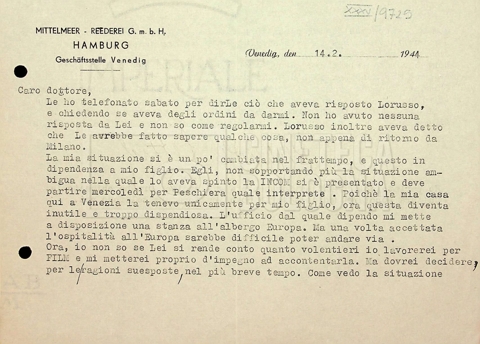 XXXV/9725
MITTELMEER - REEDEREI G. m. b. H,
HAMBURG
Geschäftsstelle Venedig
Venedig, den 14.2. 1944
Caro dottore,
Le ho telefonato sabato per dirLe ciò che aveva risposto Lorusso,
e chiedendo se aveva degli ordini da darmi. Non ho avuto nessuna
risposta da Lei e non so come regolarmi. Lorusso inoltre aveva detto
che Le avrebbe fatto sapere qualche cosa, non appena di ritorno da
Milano.
La mia situazione si è un po' cambiata nel frattempo, e questo in
dipendenza a mio figlio. Egli, non sopportando più la situazione am-
bigua nella quale lo aveva spinto la INCOM si è presentato e deve
partire mercoledì per Peschiera quale interprete . Poichè la mia casa
qui a Venezia la tenevo unicamente per mio figlio, ora questa diventa
inutile e troppo dispendiosa. L'ufficio dal quale dipendo mi mette
a disposizione una stanza all'albergo Europa. Ma una volta accettata
l'ospitalità all'Europa sarebbe difficile poter andare via .
Ora, io non so se Lei si rende conto quanto volentieri io lavorerei per
FILM e mi metterei proprio d'impegno ad accontentarla. Ma dovrei decidere,
per le ragioni suesposte, nel più breve tempo. Come vedo la situazione